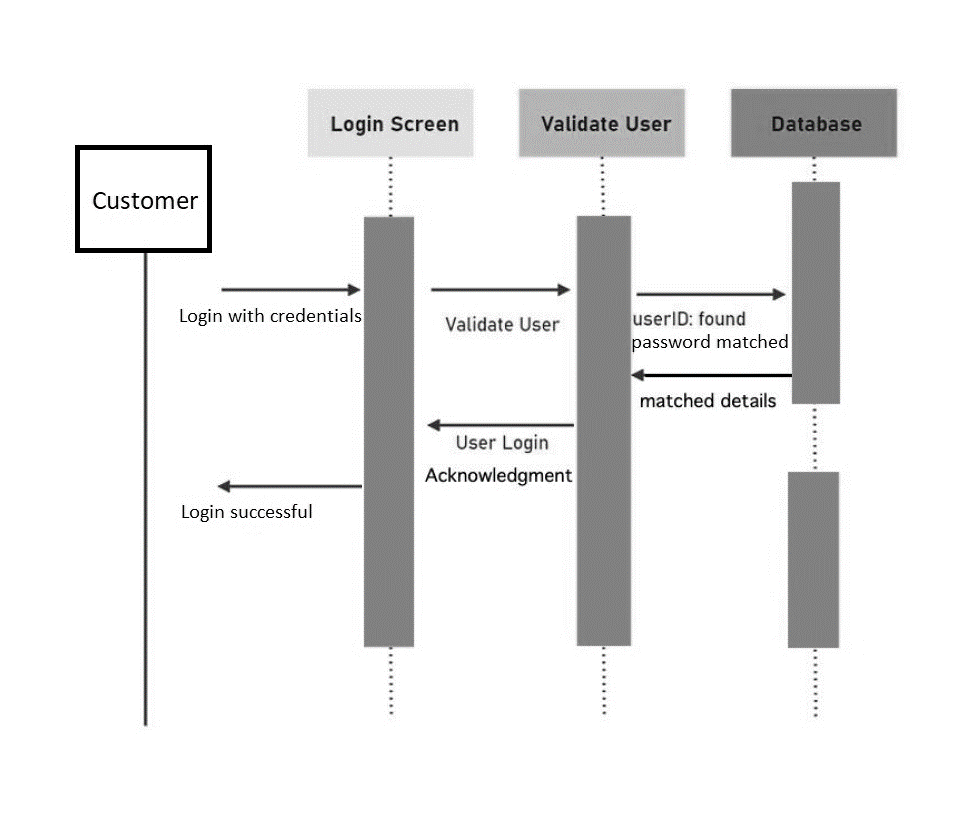 Login Screen
Validate User
Database
Customer
Login with credentials
Validate User
userID: found
password matched
matched details
User Login
Acknowledgment
Login successful